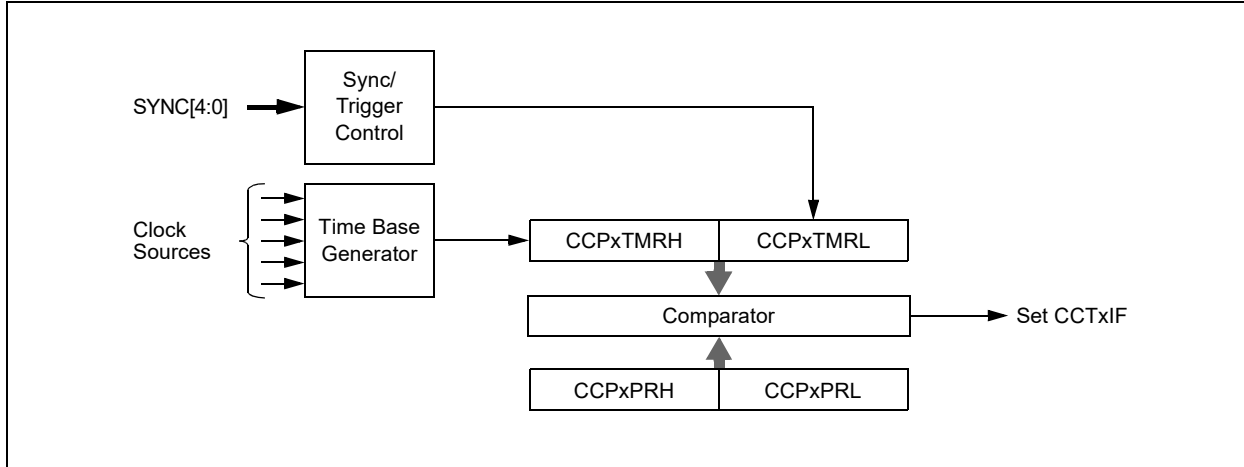 SYNC[4:0]
Sync/
Trigger
Control
Clock
Sources
Time Base
Generator
CCPxTMRH
CCPxTMRL
Comparator
Set CCTxIF
CCPxPRH
CCPxPRL